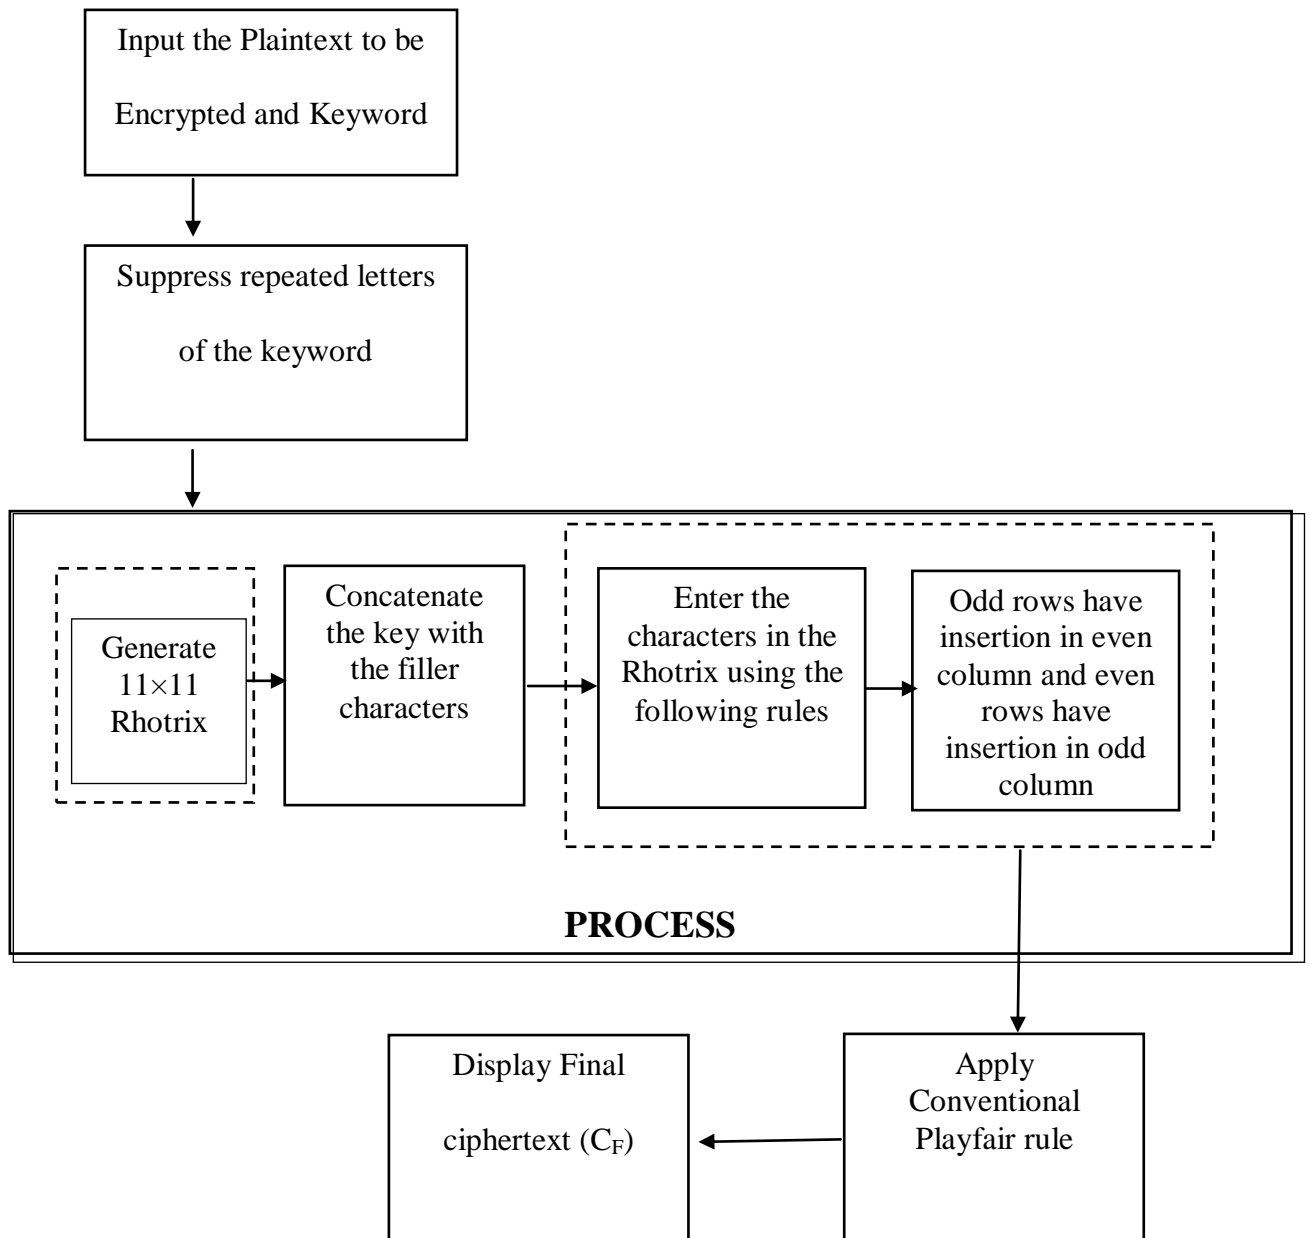 Input the Plaintext to be
Encrypted and Keyword
Suppress repeated letters
of the keyword
Generate
11×11
Rhotrix
Concatenate
the key with
the filler
characters
Enter the
characters in the
Rhotrix using the
following rules
Odd rows have
insertion in even
column and even
rows have
insertion in odd
column
PROCESS
Apply
Conventional
Playfair rule
Display Final
ciphertext (C_F)